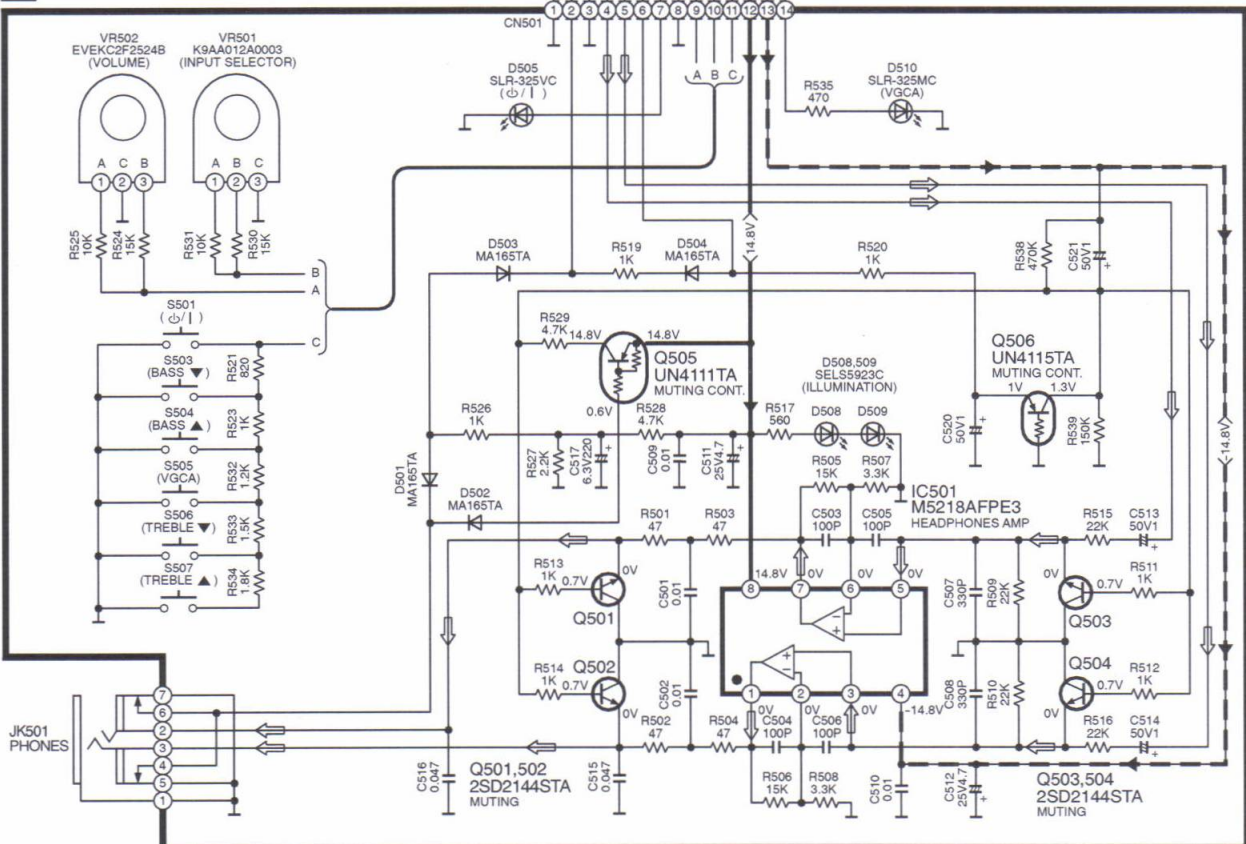 CN501
1 2 3 4 5 6 7 8 9 10 11 12 13 14
VR502
EVEKC2F2524B
(VOLUME)
VR501
K9AA012A0003
(INPUT SELECTOR)
D505
SLR-325VC
(⏻/❘)
A B C
R535
470
D510
SLR-325MC
(VGCA)
A C B
1 2 3
A B C
1 2 3
R525
10K
R524
15K
R531
10K
R530
15K
B
A
C
D503
MA165TA
R519
1K
D504
MA165TA
14.8V
R520
1K
R538
470K
C521
50V1
+
S501
(⏻/❘)
R521
820
S503
(BASS ▼)
R523
1K
S504
(BASS ▲)
R532
1.2K
S505
(VGCA)
R533
1.5K
S506
(TREBLE ▼)
R534
1.8K
S507
(TREBLE ▲)
R529
4.7K
14.8V
14.8V
Q505
UN4111TA
MUTING CONT.
0.6V
D508,509
SELS5923C
(ILLUMINATION)
Q506
UN4115TA
MUTING CONT.
1V
1.3V
R526
1K
R528
4.7K
R517
560
D508
D509
C520
50V1
+
R539
150K
-14.8V
D501
MA165TA
R527
2.2K
C517
6.3V220
+
C509
0.01
C511
25V4.7
+
R505
15K
R507
3.3K
D502
MA165TA
IC501
M5218AFPE3
HEADPHONES AMP
R501
47
R503
47
C503
100P
C505
100P
R515
22K
C513
50V1
+
0V
R513
1K
0.7V
Q501
C501
0.01
14.8V
0V
0V
0V
8 7 6 5
C507
330P
R509
22K
0V
0.7V
R511
1K
Q503
−
+
Q502
R514
1K
0.7V
0V
C502
0.01
+
−
1 2 3 4
0V
0V
0V
-14.8V
C508
330P
R510
22K
Q504
0.7V
R512
1K
0V
R502
47
R504
47
C504
100P
C506
100P
R516
22K
C514
50V1
+
JK501
PHONES
7
6
2
3
4
5
1
C516
0.047
Q501,502
2SD2144STA
MUTING
C515
0.047
R506
15K
R508
3.3K
C510
0.01
C512
25V4.7
+
Q503,504
2SD2144STA
MUTING